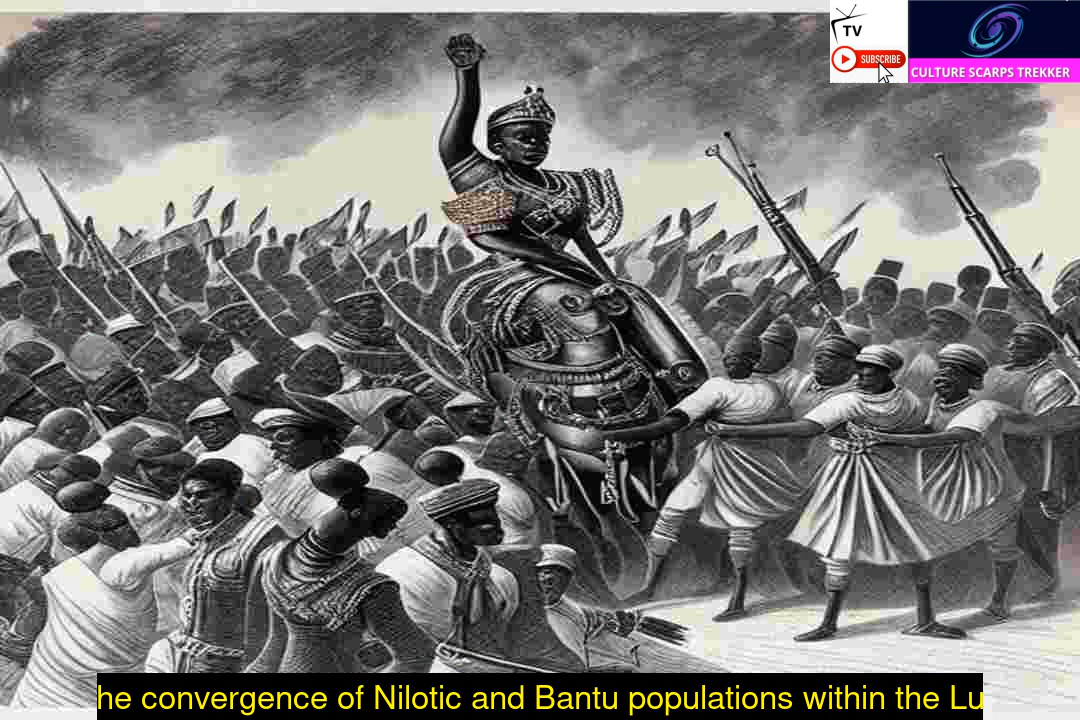 TV
SUBSCRIBE
CULTURE SCARPS TREKKER
he convergence of Nilotic and Bantu populations within the Lu